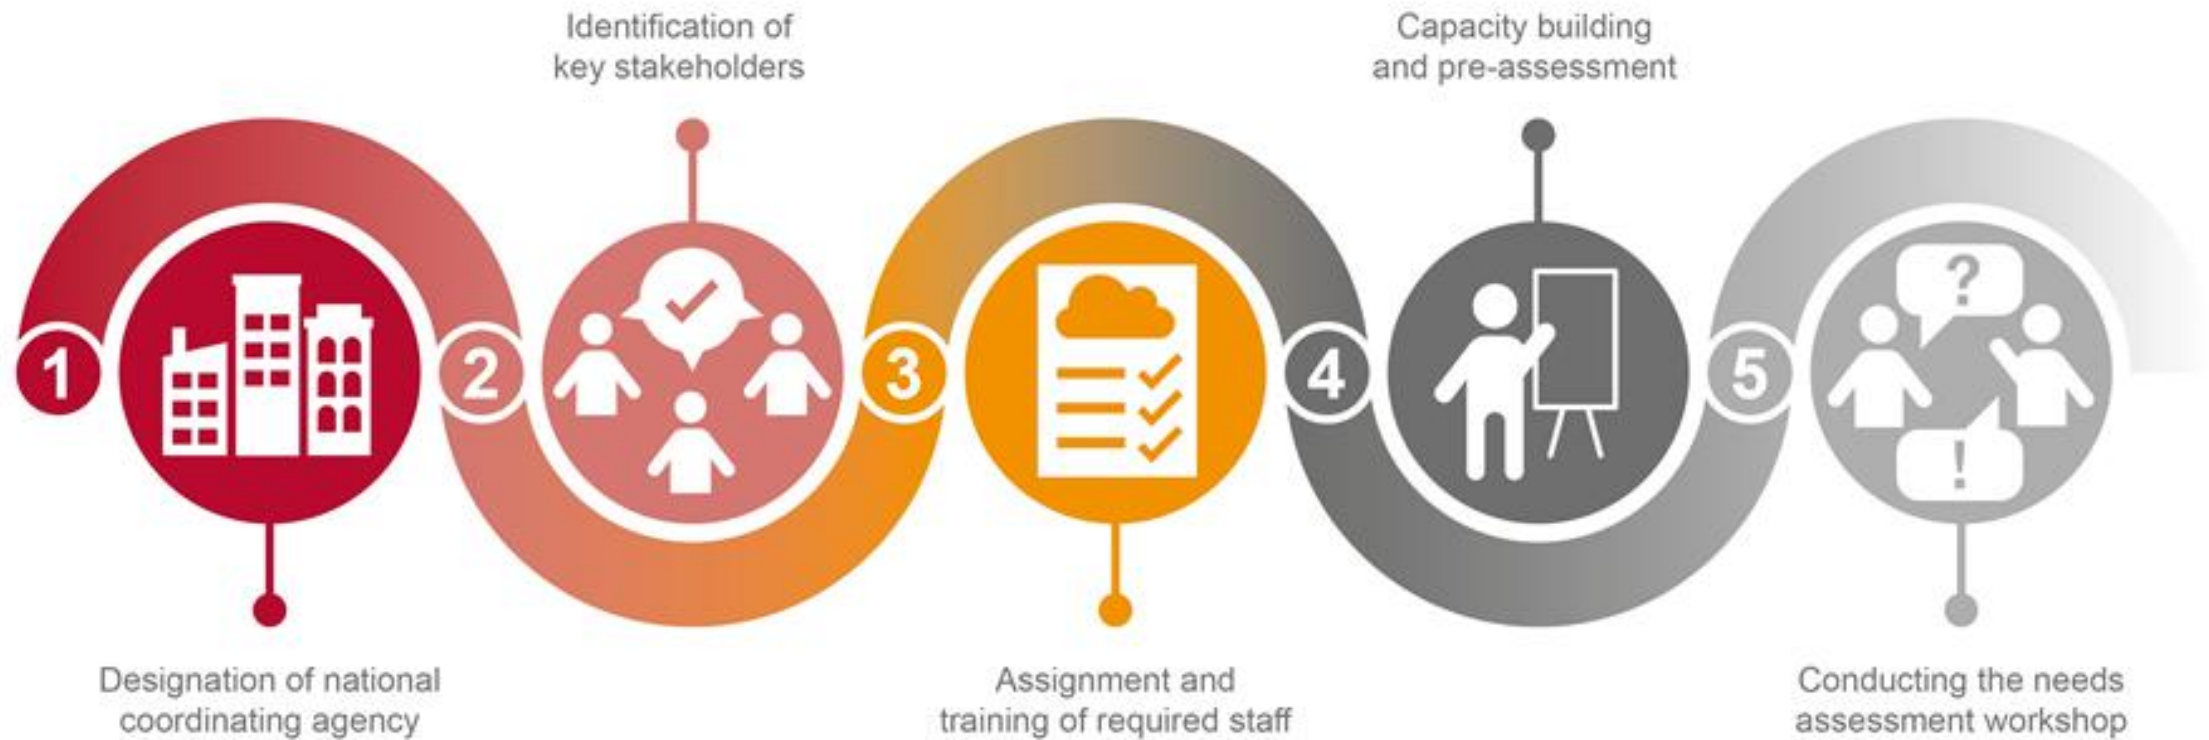 1
Designation of national
coordinating agency
2
Identification of
key stakeholders
3
Assignment and
training of required staff
4
Capacity building
and pre-assessment
5
?
!
Conducting the needs
assessment workshop